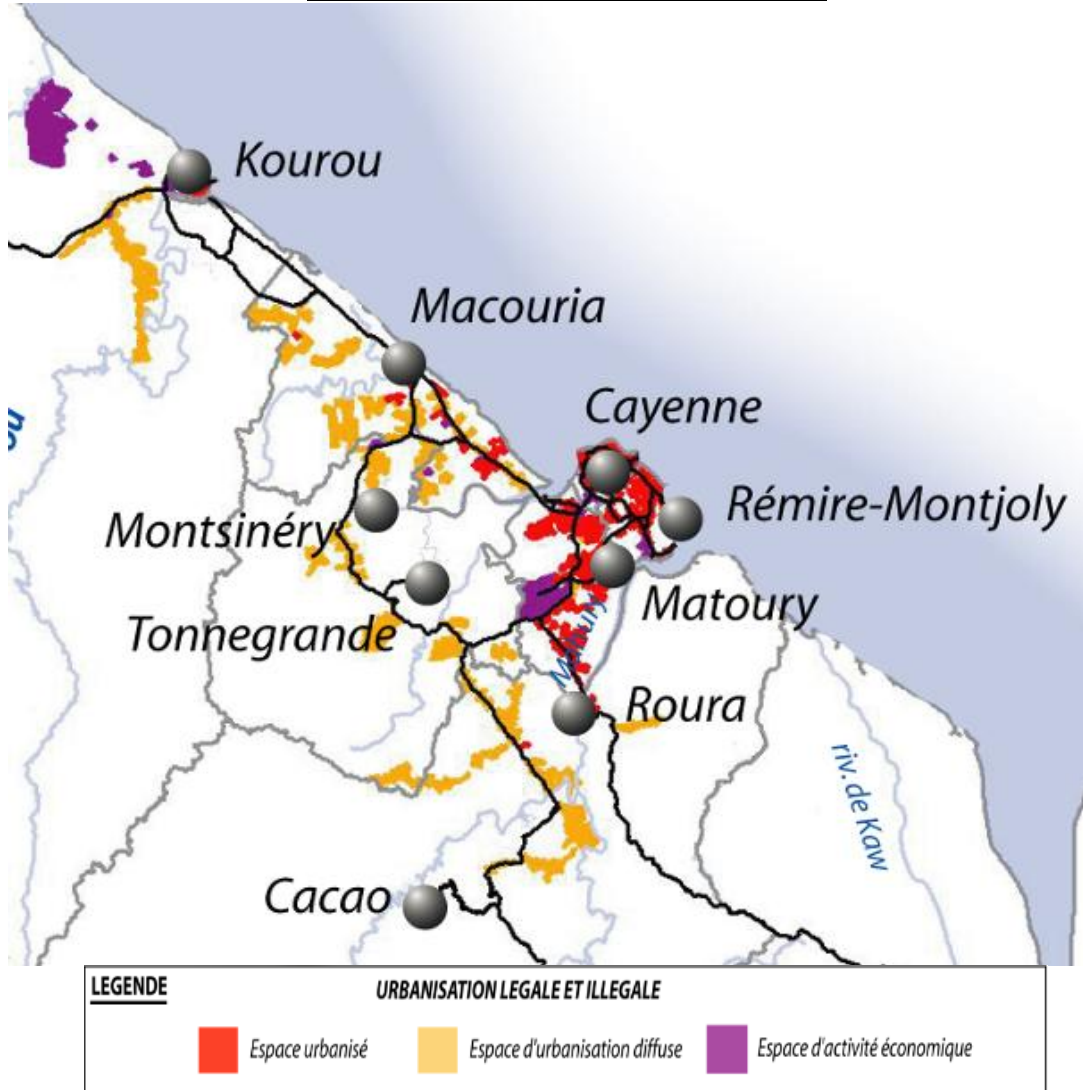 Kourou
Macouria
Cayenne
Rémire-Montjoly
Montsinéry
Matoury
Tonnegrande
Roura
riv. de Kaw
Cacao
LEGENDE
URBANISATION LEGALE ET ILLEGALE
Espace urbanisé
Espace d'urbanisation diffuse
Espace d'activité économique